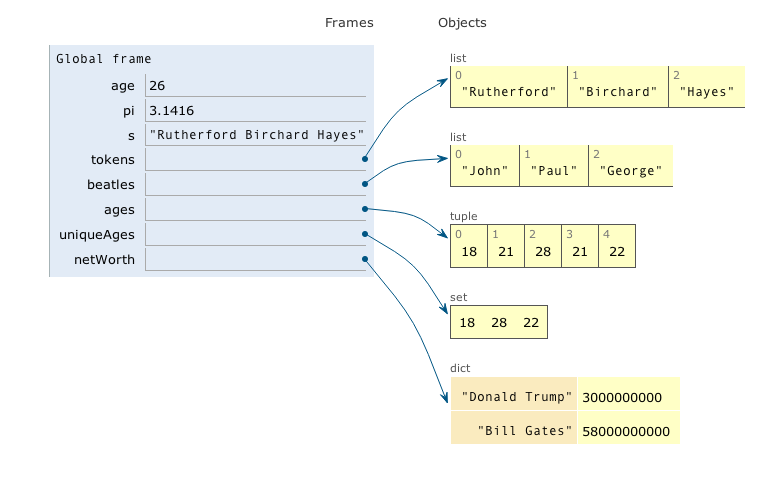 Frames Objects
Global frame
age 26
pi 3.1416
s "Rutherford Birchard Hayes"
tokens
beatles
ages
uniqueAges
netWorth
list
0 1 2
"Rutherford" "Birchard" "Hayes"
list
0 1 2
"John" "Paul" "George"
tuple
0 1 2 3 4
18 21 28 21 22
set
18 28 22
dict
"Donald Trump" 3000000000
"Bill Gates" 58000000000